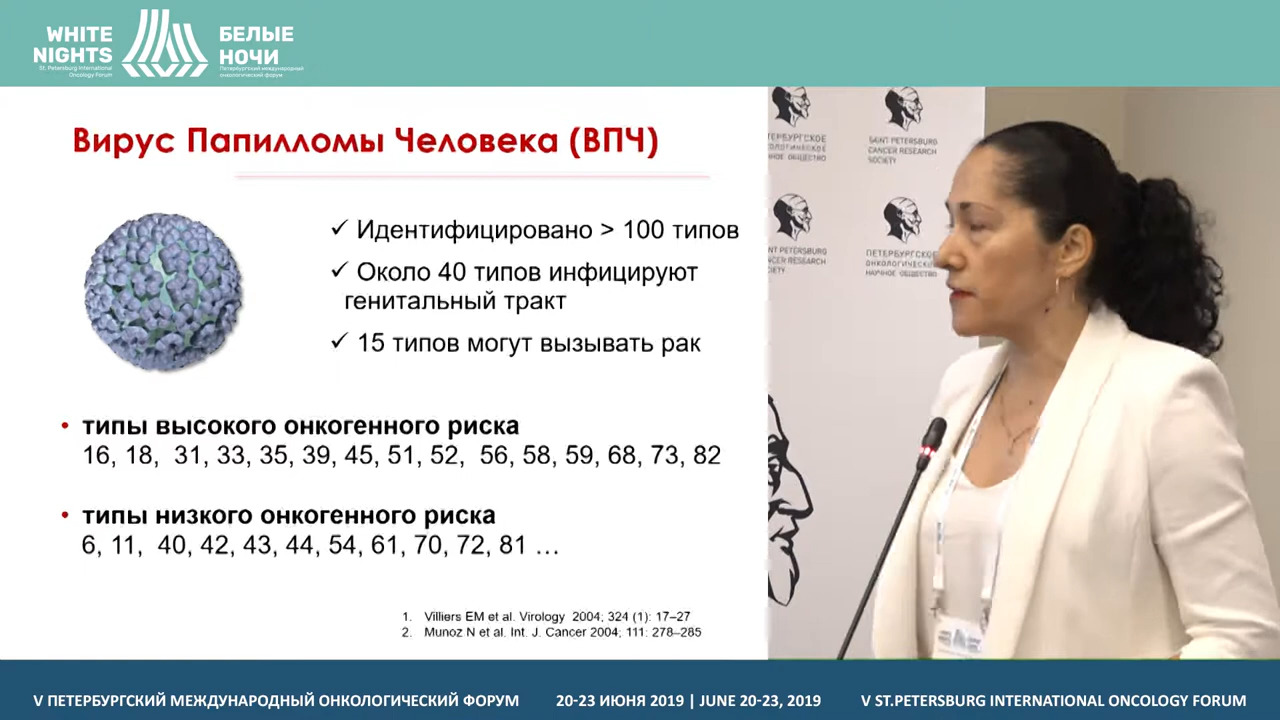 WHITE
NIGHTS
St. Petersburg International
Oncology Forum
БЕЛЫЕ
НОЧИ
Петербургский международный
онкологический форум
Вирус Папилломы Человека (ВПЧ)
✓ Идентифицировано > 100 типов
✓ Около 40 типов инфицируют
генитальный тракт
✓ 15 типов могут вызывать рак
• типы высокого онкогенного риска
16, 18, 31, 33, 35, 39, 45, 51, 52, 56, 58, 59, 68, 73, 82
• типы низкого онкогенного риска
6, 11, 40, 42, 43, 44, 54, 61, 70, 72, 81 ...
1. Villiers EM et al. Virology 2004; 324 (1): 17–27
2. Munoz N et al. Int. J. Cancer 2004; 111: 278–285
SAINT PETERSBURG
CANCER RESEARCH
SOCIETY
ПЕТЕРБУРГСКОЕ
ОНКОЛОГИЧЕСКОЕ
НАУЧНОЕ ОБЩЕСТВО
V ПЕТЕРБУРГСКИЙ МЕЖДУНАРОДНЫЙ ОНКОЛОГИЧЕСКИЙ ФОРУМ
20-23 ИЮНЯ 2019 | JUNE 20-23, 2019
V ST.PETERSBURG INTERNATIONAL ONCOLOGY FORUM